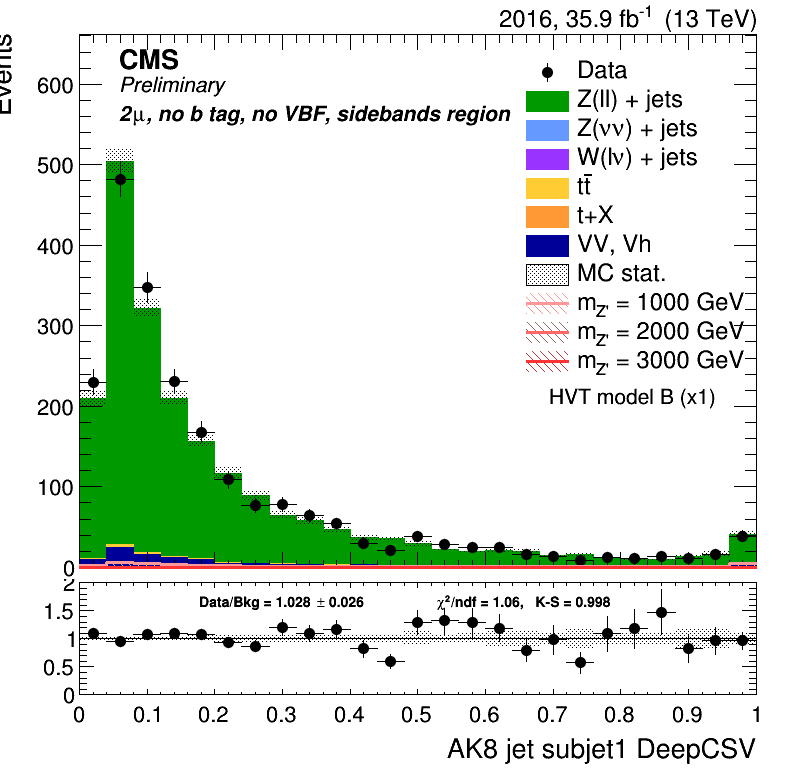 2016, 35.9 fb⁻¹ (13 TeV)
Events
CMS
Preliminary
2μ, no b tag, no VBF, sidebands region
Data
Z(ll) + jets
Z(νν) + jets
W(lν) + jets
tt̄
t+X
VV, Vh
MC stat.
m_Z' = 1000 GeV
m_Z' = 2000 GeV
m_Z' = 3000 GeV
HVT model B (x1)
600
500
400
300
200
100
0
2
1.5
1
0.5
0
Data/Bkg = 1.028 ± 0.026 χ²/ndf = 1.06, K-S = 0.998
0 0.1 0.2 0.3 0.4 0.5 0.6 0.7 0.8 0.9 1
AK8 jet subjet1 DeepCSV